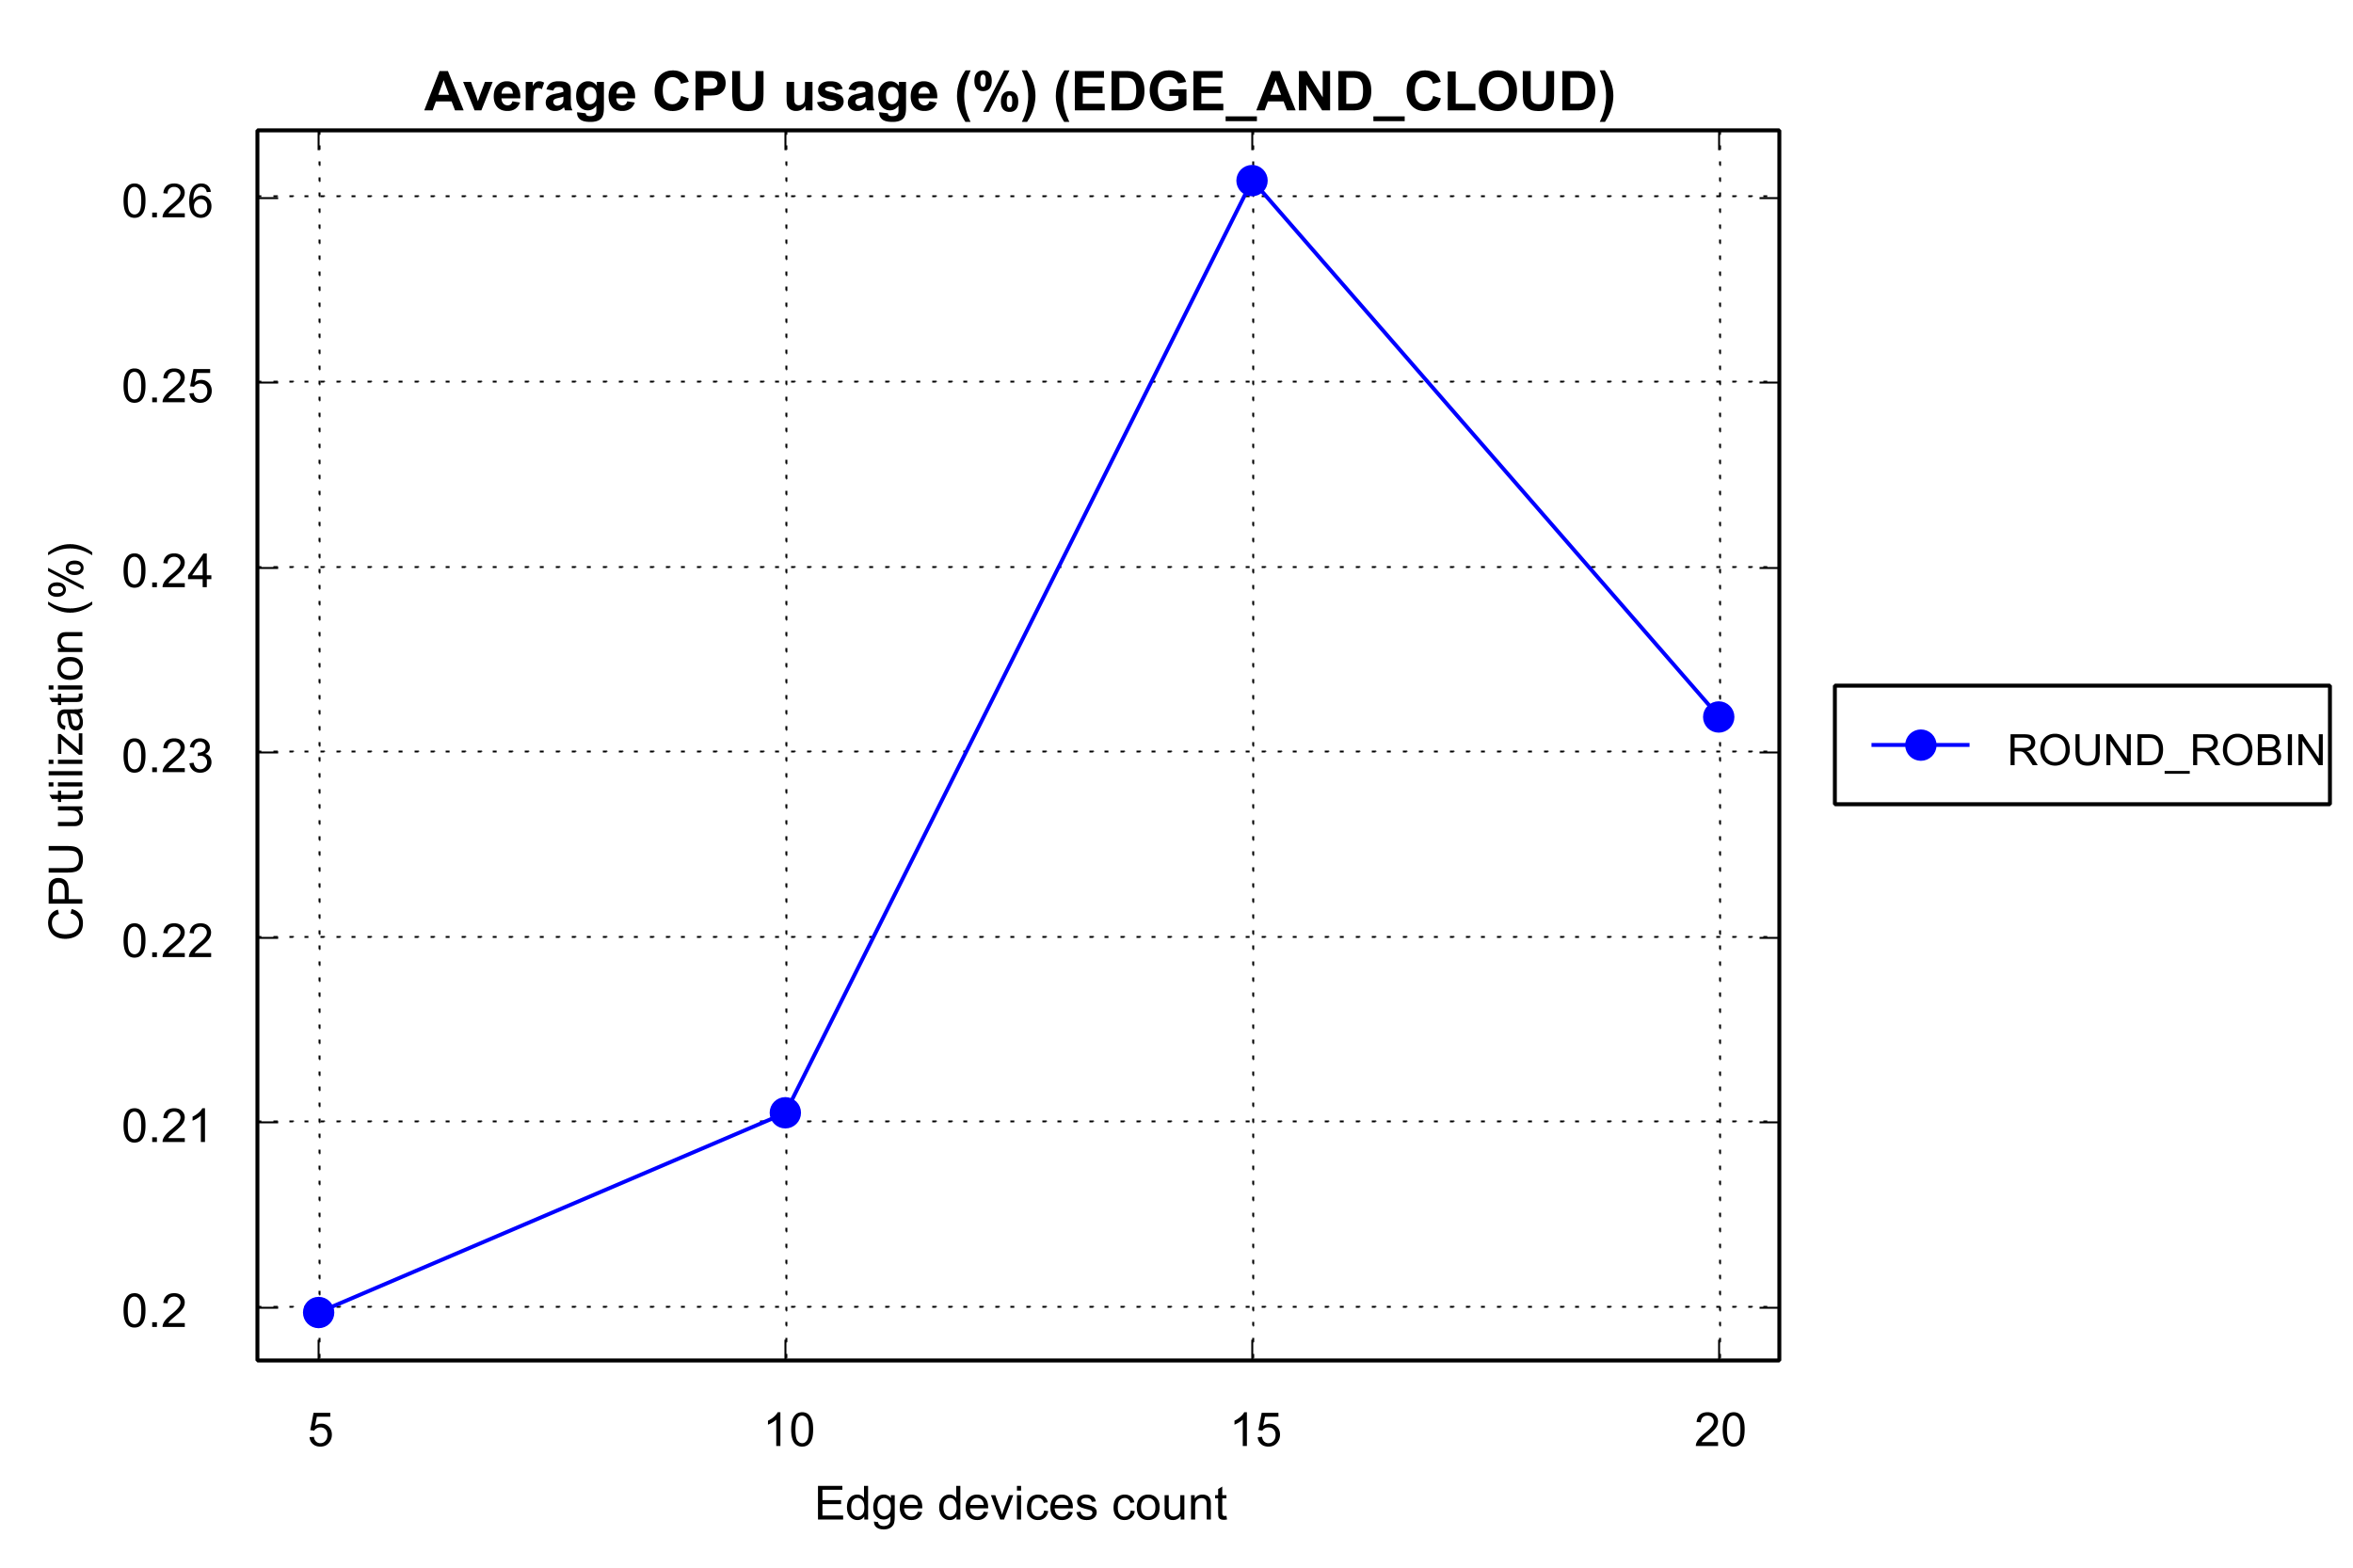 Average CPU usage (%) (EDGE_AND_CLOUD)
0.26
0.25
0.24
0.23
0.22
0.21
0.2
CPU utilization (%)
5 10 15 20
Edge devices count
ROUND_ROBIN